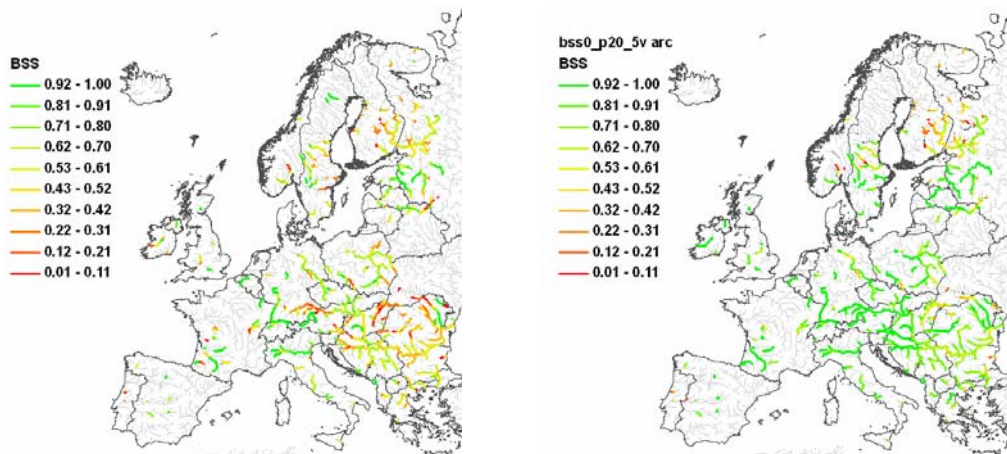 BSS
0.92 - 1.00
0.81 - 0.91
0.71 - 0.80
0.62 - 0.70
0.53 - 0.61
0.43 - 0.52
0.32 - 0.42
0.22 - 0.31
0.12 - 0.21
0.01 - 0.11
bss0_p20_5v arc
BSS
0.92 - 1.00
0.81 - 0.91
0.71 - 0.80
0.62 - 0.70
0.53 - 0.61
0.43 - 0.52
0.32 - 0.42
0.22 - 0.31
0.12 - 0.21
0.01 - 0.11